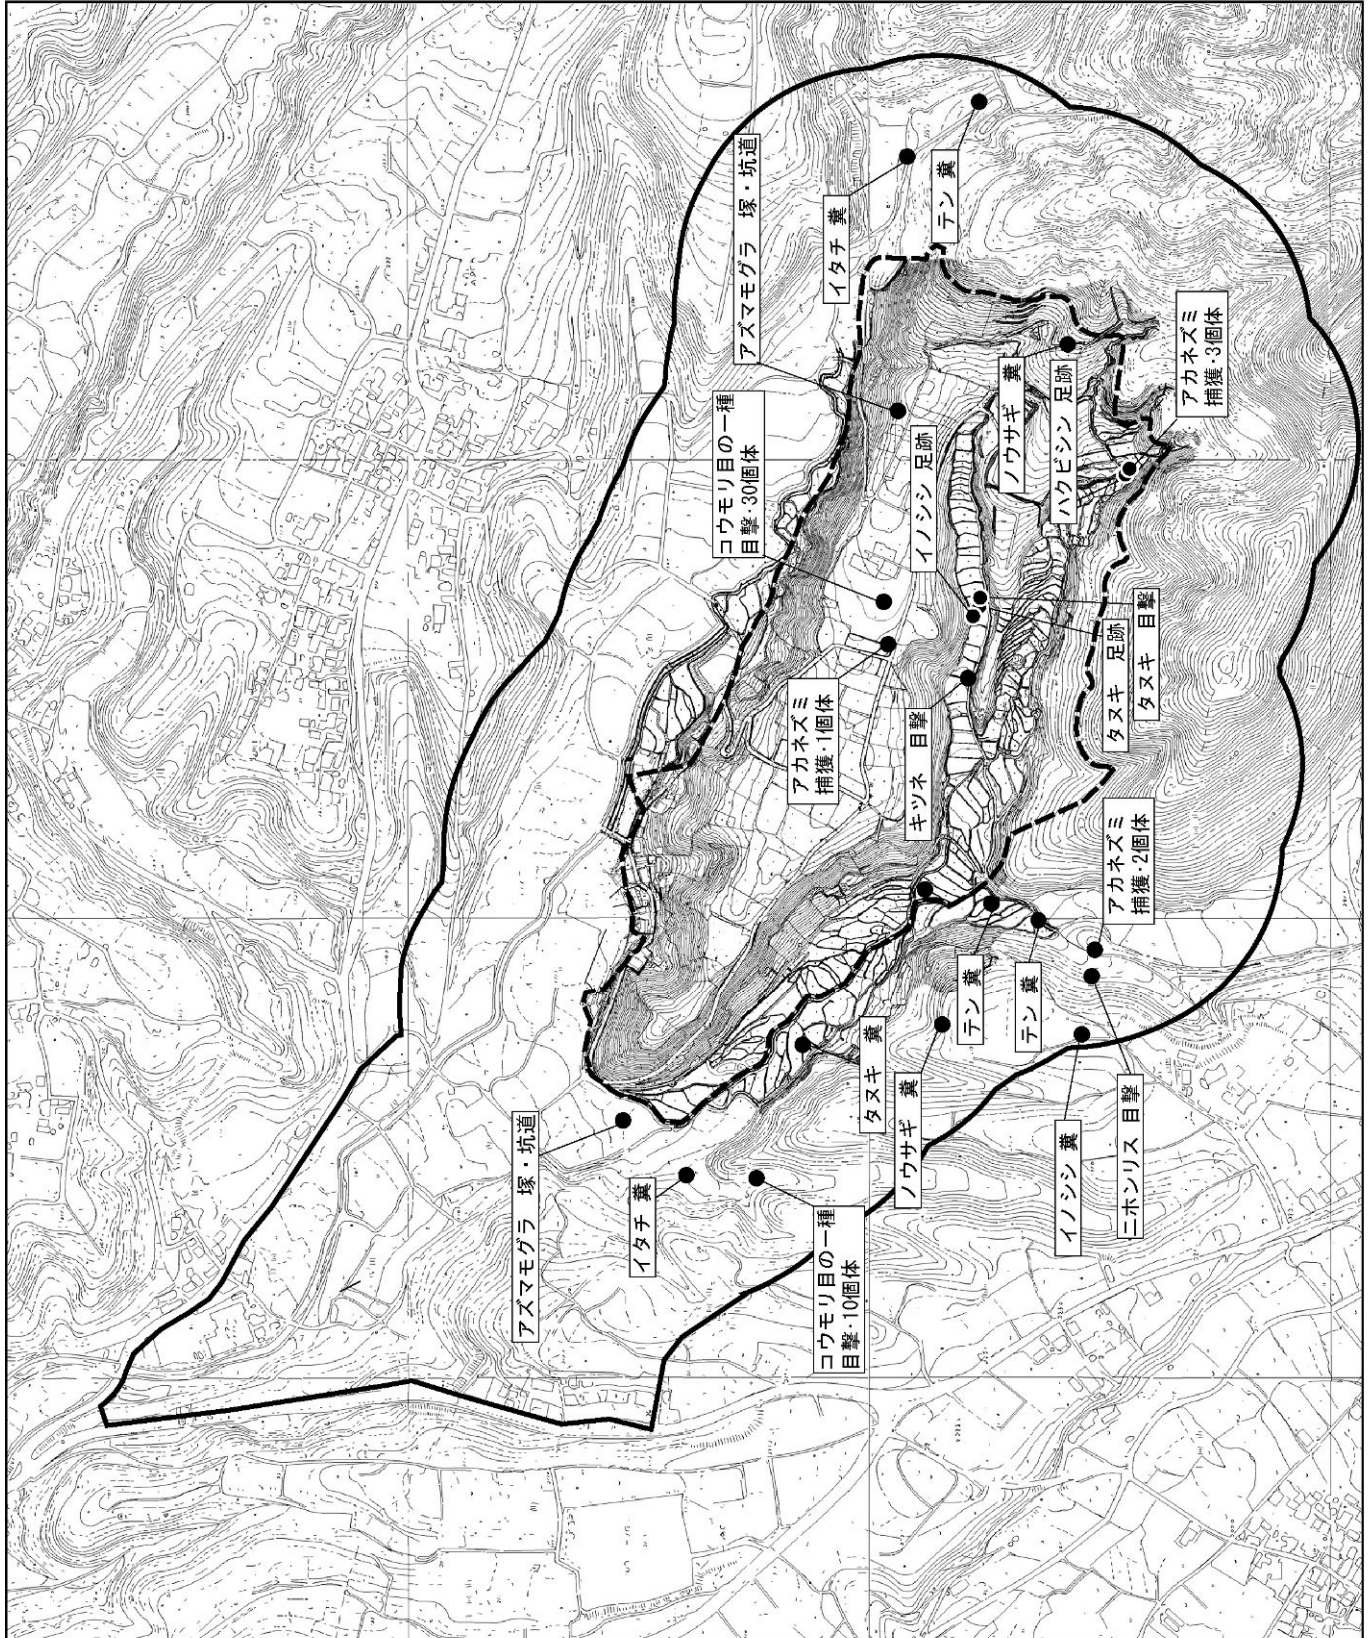 アズマモグラ 塚・坑道
イタチ 糞
テン 糞
コウモリ目の一種
目撃・30個体
イノシシ 足跡
ノウサギ 糞
ハクビシン 足跡
アカネズミ
捕獲・3個体
アカネズミ
捕獲・1個体
キツネ 目撃
タヌキ 足跡
タヌキ 目撃
アカネズミ
捕獲・2個体
テン 糞
テン 糞
タヌキ 糞
ノウサギ 糞
イノシシ 糞
ニホンリス 目撃
アズマモグラ 塚・坑道
イタチ 糞
コウモリ目の一種
目撃・10個体